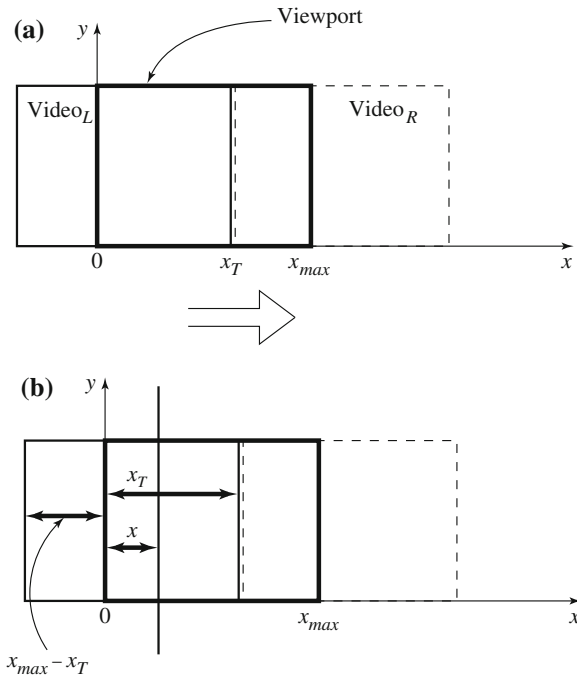 (a)
y
Viewport
Video_L
Video_R
0
x_T
x_max
x
(b)
y
x_T
x
0
x_max
x
x_max – x_T